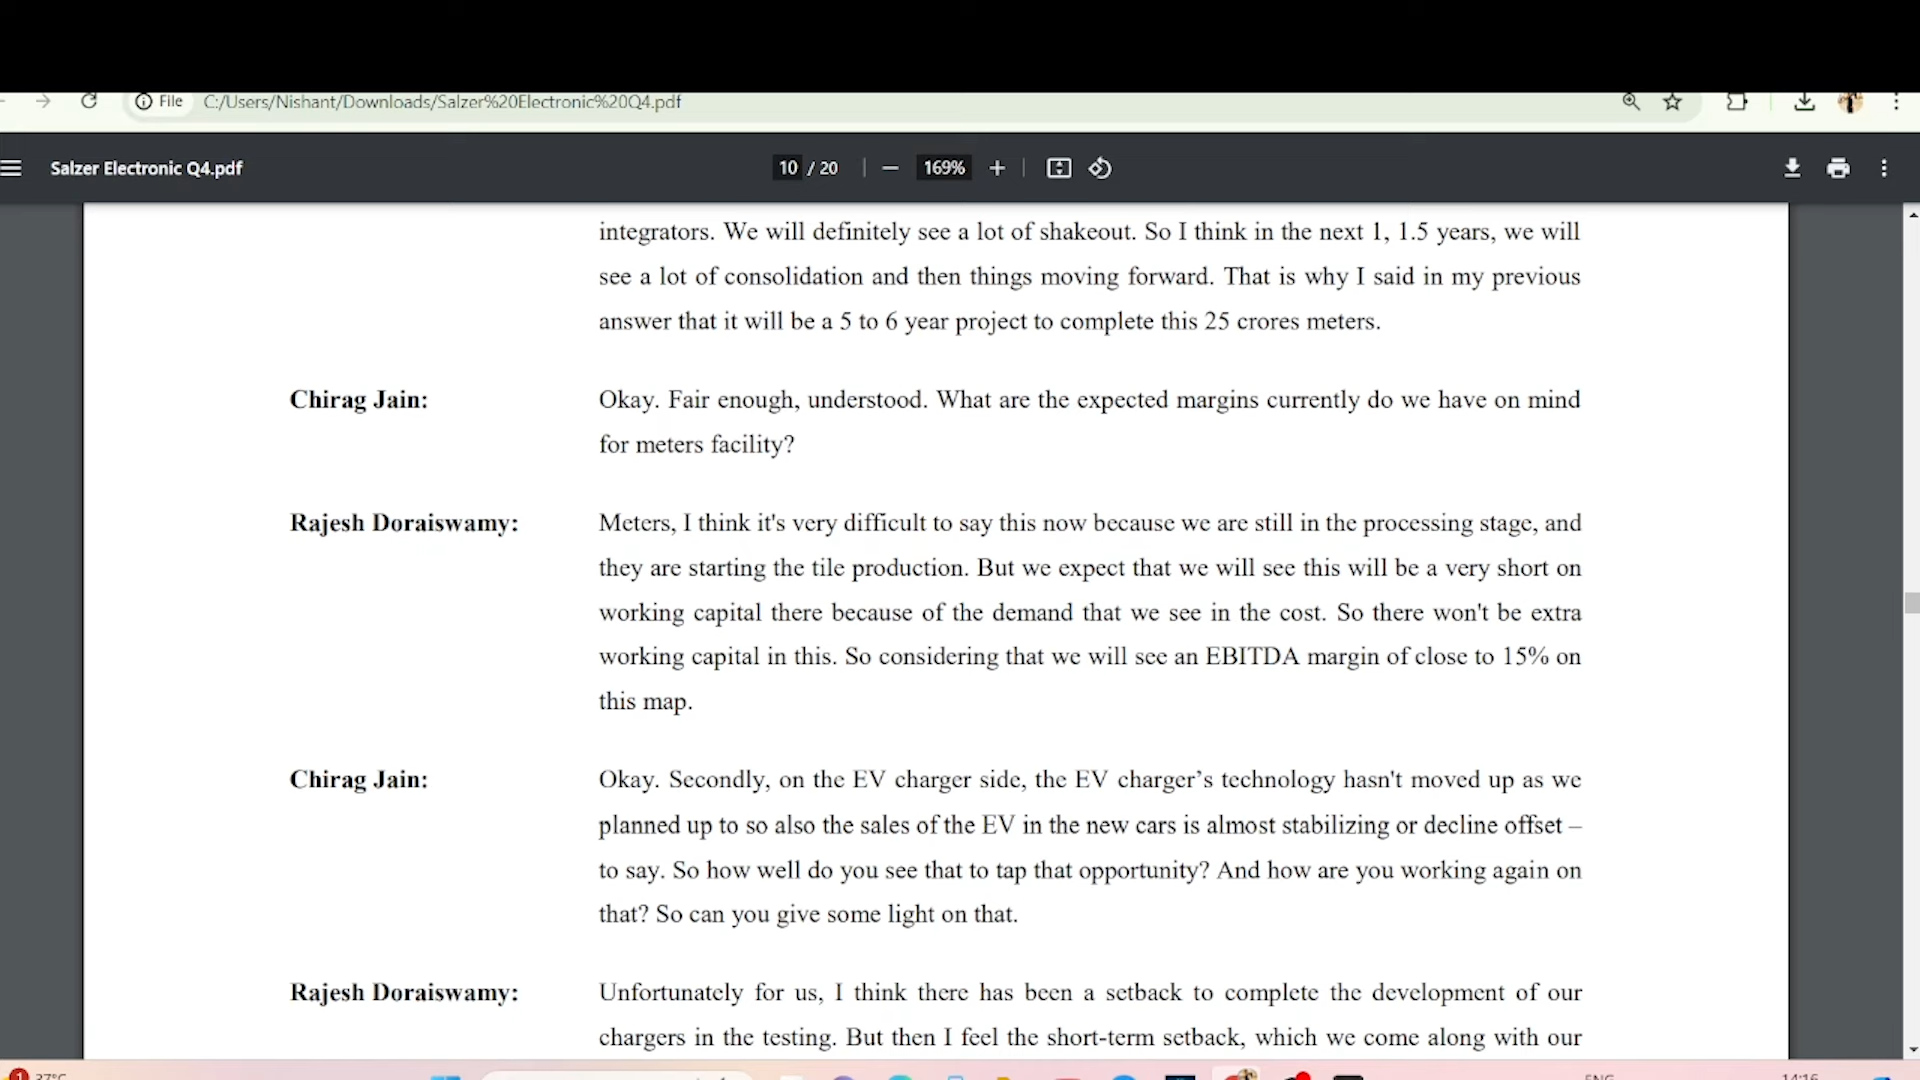 File C:/Users/Nishant/Downloads/Salzer%20Electronic%20Q4.pdf
Salzer Electronic Q4.pdf 10 / 20 169%
integrators. We will definitely see a lot of shakeout. So I think in the next 1, 1.5 years, we will
see a lot of consolidation and then things moving forward. That is why I said in my previous
answer that it will be a 5 to 6 year project to complete this 25 crores meters.
Chirag Jain: Okay. Fair enough, understood. What are the expected margins currently do we have on mind
for meters facility?
Rajesh Doraiswamy: Meters, I think it's very difficult to say this now because we are still in the processing stage, and
they are starting the tile production. But we expect that we will see this will be a very short on
working capital there because of the demand that we see in the cost. So there won't be extra
working capital in this. So considering that we will see an EBITDA margin of close to 15% on
this map.
Chirag Jain: Okay. Secondly, on the EV charger side, the EV charger’s technology hasn't moved up as we
planned up to so also the sales of the EV in the new cars is almost stabilizing or decline offset –
to say. So how well do you see that to tap that opportunity? And how are you working again on
that? So can you give some light on that.
Rajesh Doraiswamy: Unfortunately for us, I think there has been a setback to complete the development of our
chargers in the testing. But then I feel the short-term setback, which we come along with our
1 37°C ENG 14:16